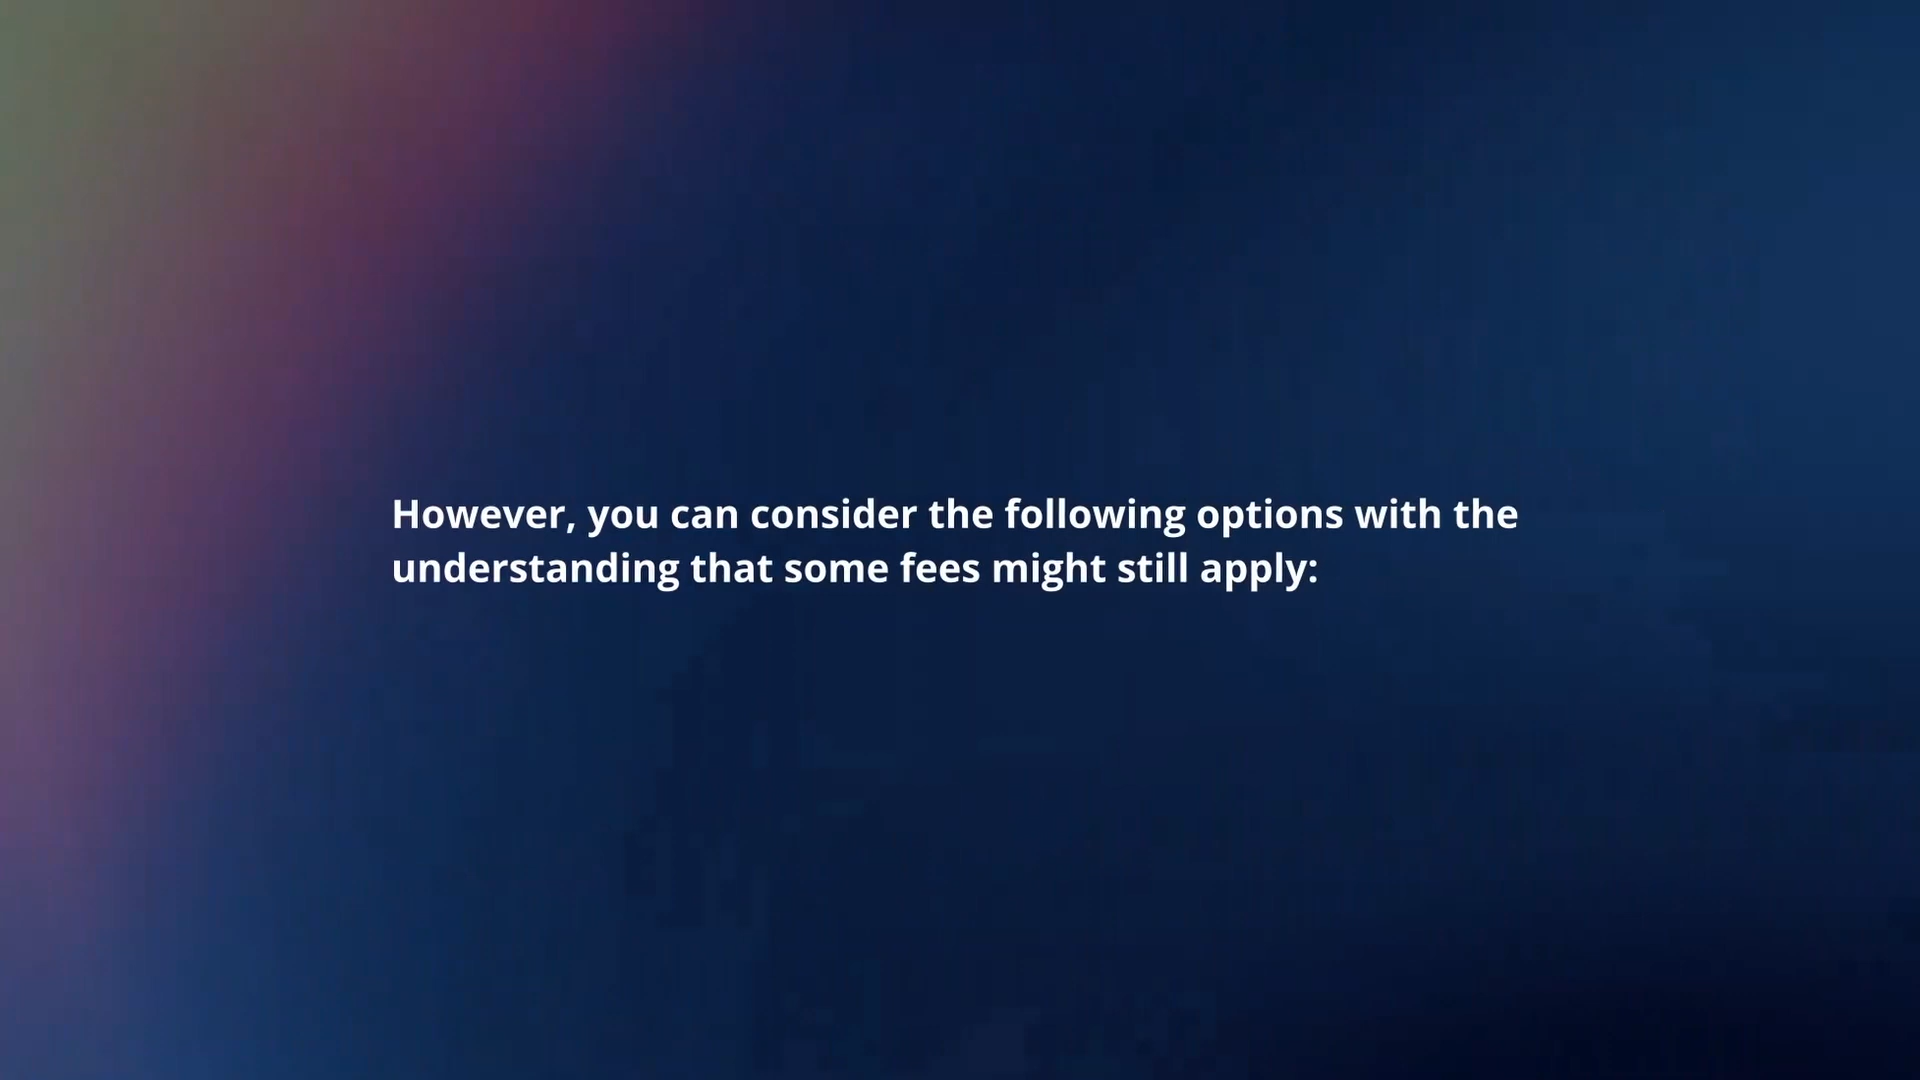 However, you can consider the following options with the
understanding that some fees might still apply: